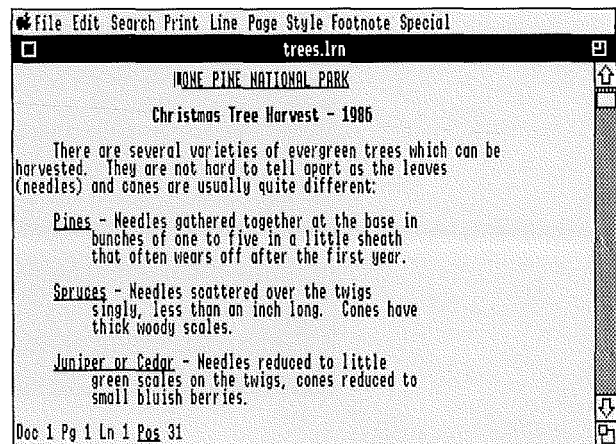 File Edit Search Print Line Page Style Footnote Special
trees.lrn
LONE PINE NATIONAL PARK
Christmas Tree Harvest - 1986
There are several varieties of evergreen trees which can be
harvested. They are not hard to tell apart as the leaves
(needles) and cones are usually quite different:
Pines - Needles gathered together at the base in
bunches of one to five in a little sheath
that often wears off after the first year.
Spruces - Needles scattered over the twigs
singly, less than an inch long. Cones have
thick woody scales.
Juniper or Cedar - Needles reduced to little
green scales on the twigs, cones reduced to
small bluish berries.
Doc 1 Pg 1 Ln 1 Pos 31